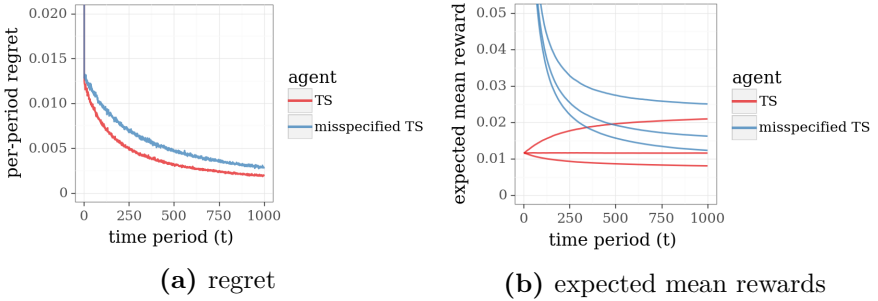 per-period regret
0.020
0.015
0.010
0.005
0
0 250 500 750 1000
time period (t)
agent
TS
misspecified TS
(a) regret
expected mean reward
0.05
0.04
0.03
0.02
0.01
0
0 250 500 750 1000
time period (t)
agent
TS
misspecified TS
(b) expected mean rewards